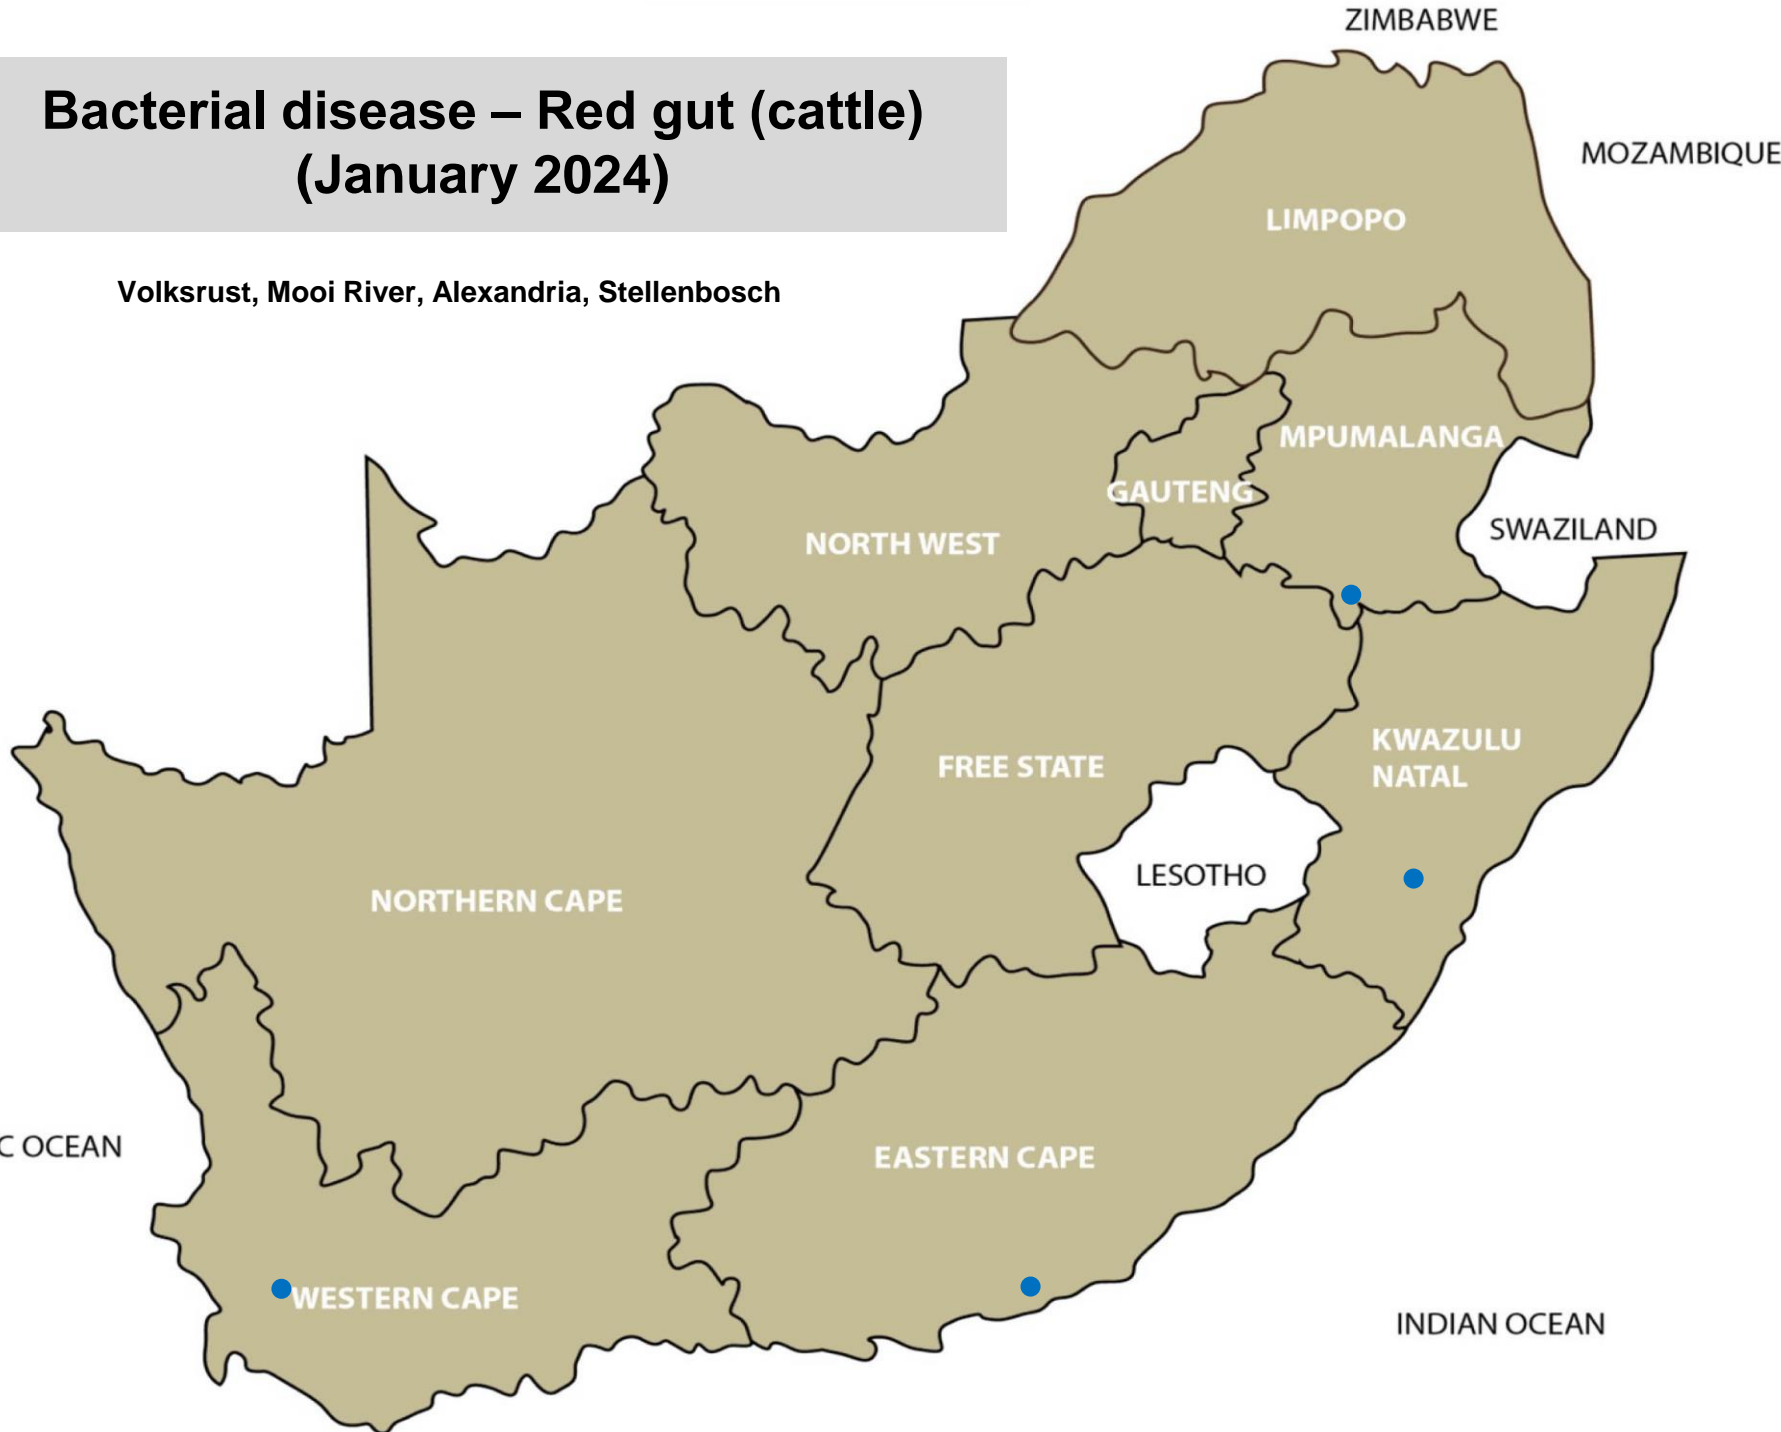 ZIMBABWE
Bacterial disease – Red gut (cattle)
(January 2024)
MOZAMBIQUE
LIMPOPO
Volksrust, Mooi River, Alexandria, Stellenbosch
MPUMALANGA
GAUTENG
SWAZILAND
NORTH WEST
KWAZULU
NATAL
FREE STATE
LESOTHO
NORTHERN CAPE
C OCEAN
EASTERN CAPE
WESTERN CAPE
INDIAN OCEAN